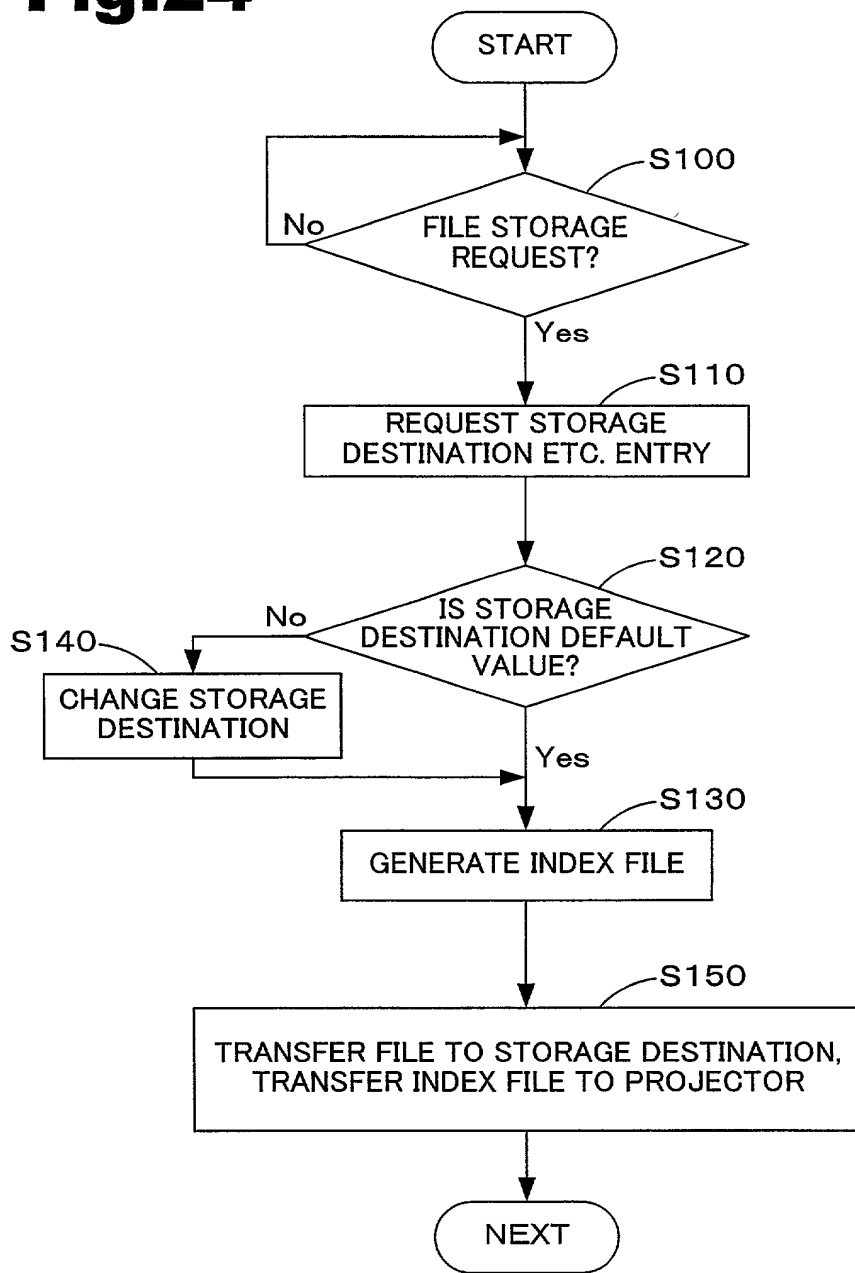 Fig.24
START
S100
No
FILE STORAGE
REQUEST?
Yes
S110
REQUEST STORAGE
DESTINATION ETC. ENTRY
S120
No
IS STORAGE
DESTINATION DEFAULT
VALUE?
S140
CHANGE STORAGE
DESTINATION
Yes
S130
GENERATE INDEX FILE
S150
TRANSFER FILE TO STORAGE DESTINATION,
TRANSFER INDEX FILE TO PROJECTOR
NEXT